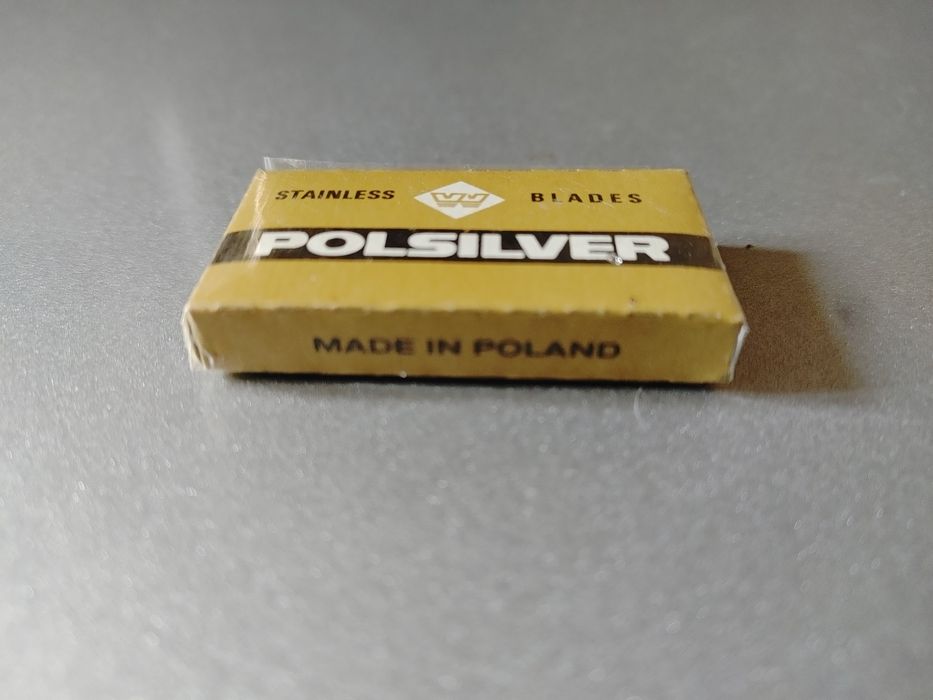 STAINLESS BLADES
POLSILVER
MADE IN POLAND